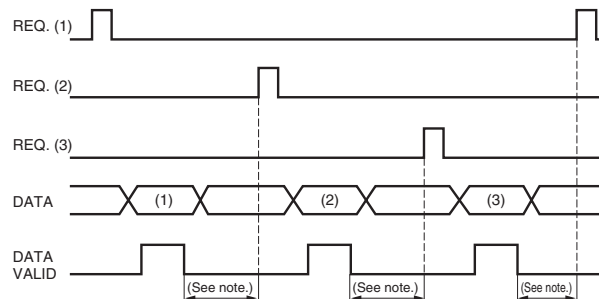 REQ. (1)
REQ. (2)
REQ. (3)
DATA (1) (2) (3)
DATA
VALID
(See note.) (See note.) (See note.)